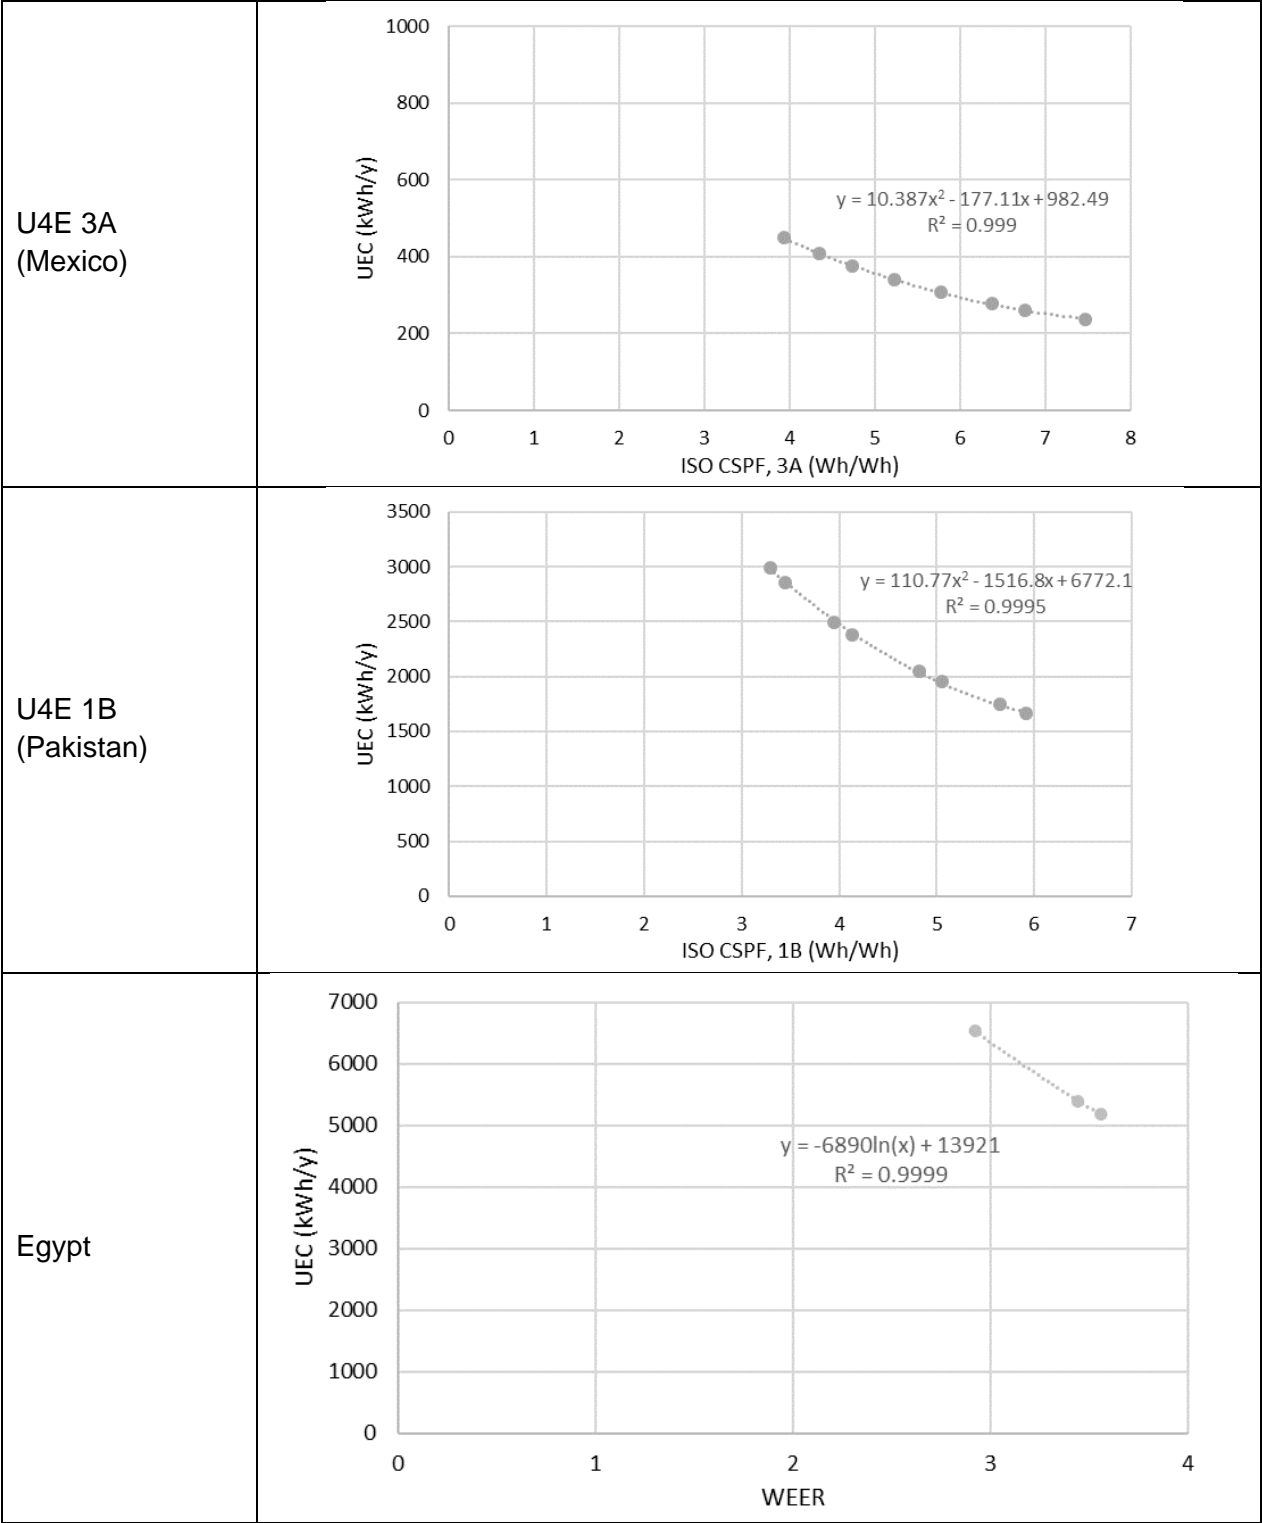 U4E 3A
(Mexico)
1000
800
600
400
200
0
UEC (kWh/y)
y = 10.387x² - 177.11x + 982.49
R² = 0.999
0 1 2 3 4 5 6 7 8
ISO CSPF, 3A (Wh/Wh)
U4E 1B
(Pakistan)
3500
3000
2500
2000
1500
1000
500
0
UEC (kWh/y)
y = 110.77x² - 1516.8x + 6772.1
R² = 0.9995
0 1 2 3 4 5 6 7
ISO CSPF, 1B (Wh/Wh)
Egypt
7000
6000
5000
4000
3000
2000
1000
0
UEC (kWh/y)
y = -6890ln(x) + 13921
R² = 0.9999
0 1 2 3 4
WEER